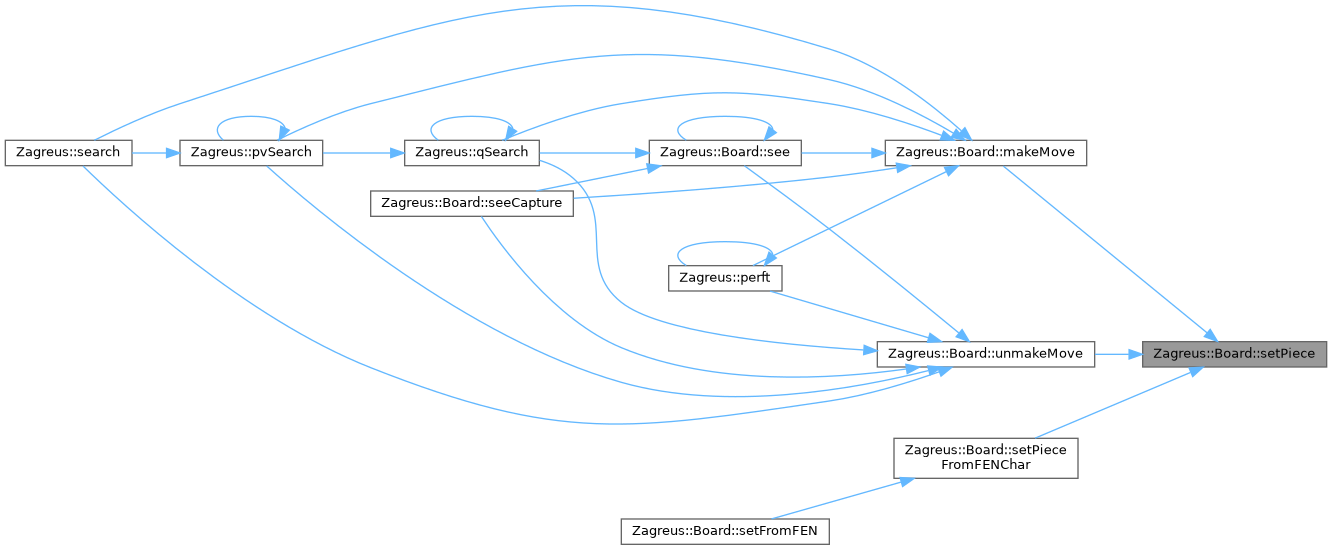 Zagreus::search
Zagreus::pvSearch
Zagreus::qSearch
Zagreus::Board::see
Zagreus::Board::makeMove
Zagreus::Board::seeCapture
Zagreus::perft
Zagreus::Board::unmakeMove
Zagreus::Board::setPiece
Zagreus::Board::setPiece
FromFENChar
Zagreus::Board::setFromFEN